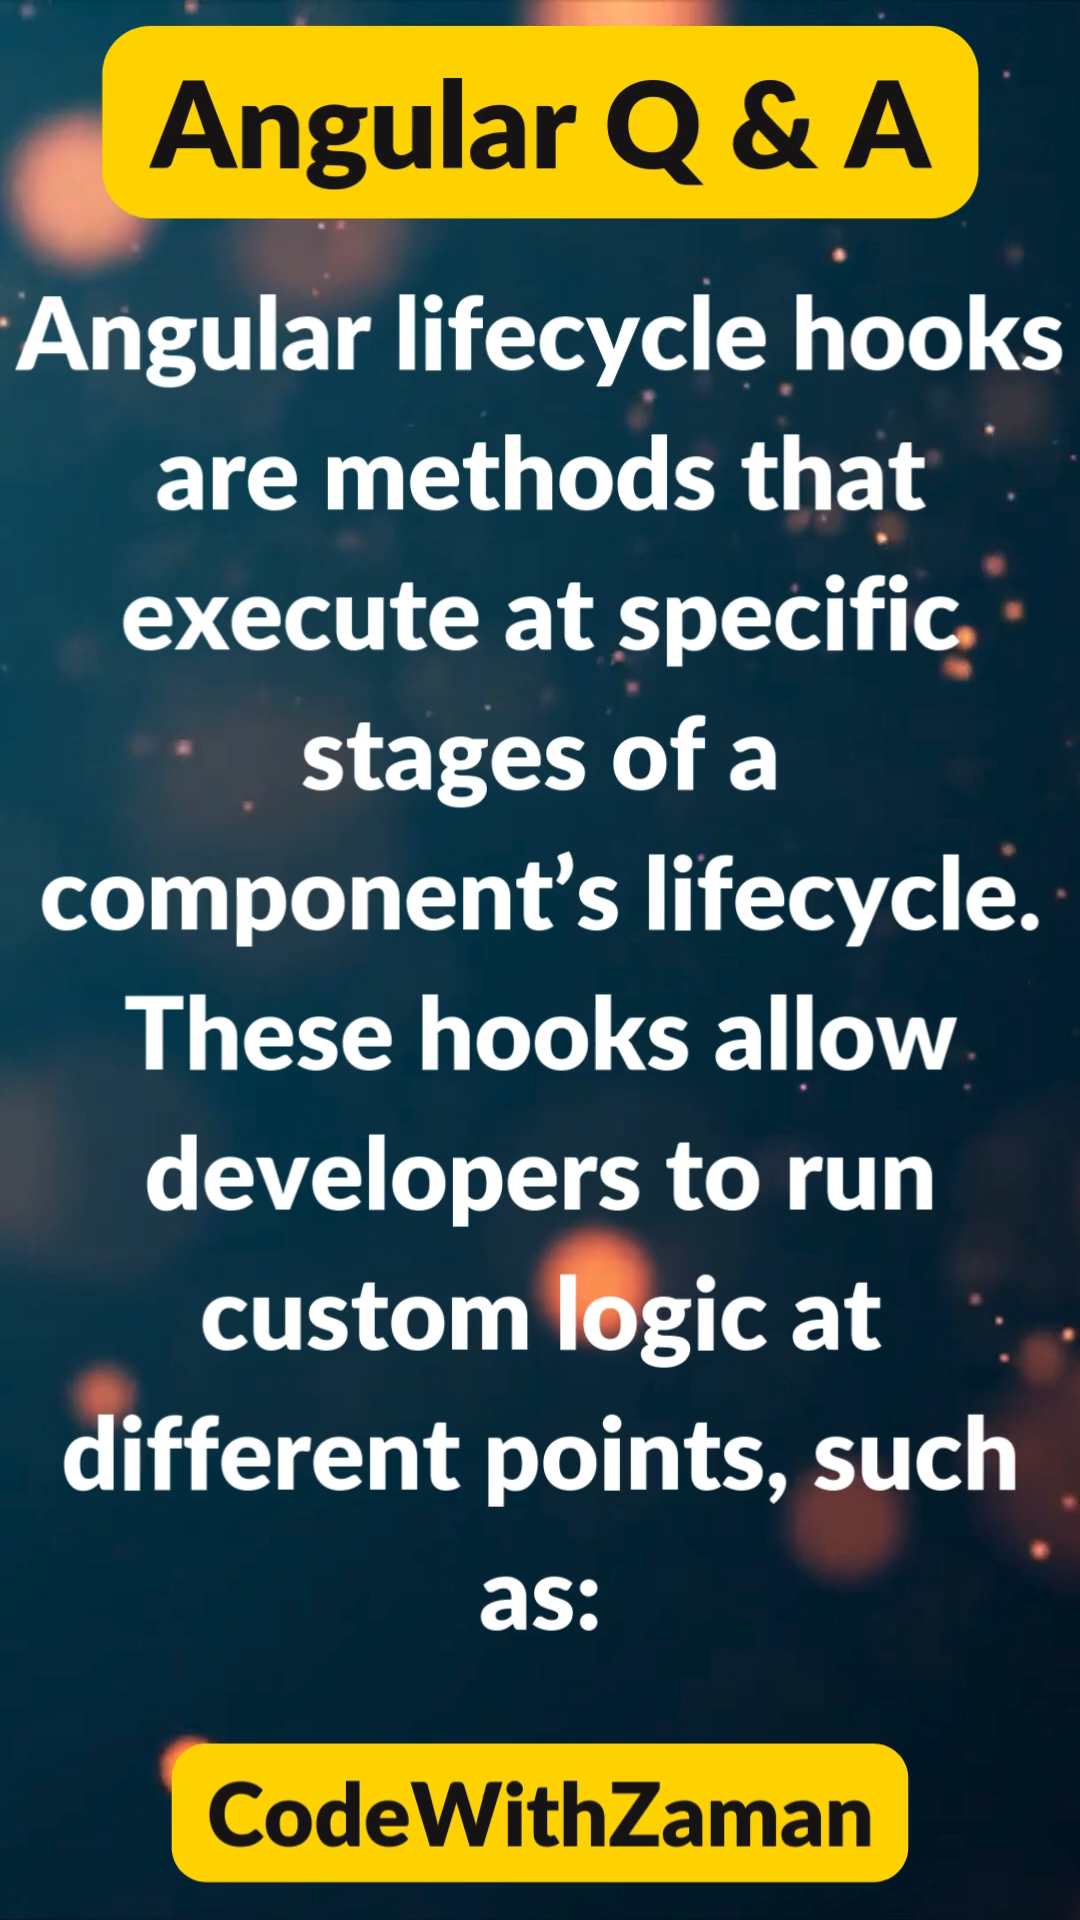 Angular Q & A
Angular lifecycle hooks
are methods that
execute at specific
stages of a
component’s lifecycle.
These hooks allow
developers to run
custom logic at
different points, such
as:
CodeWithZaman